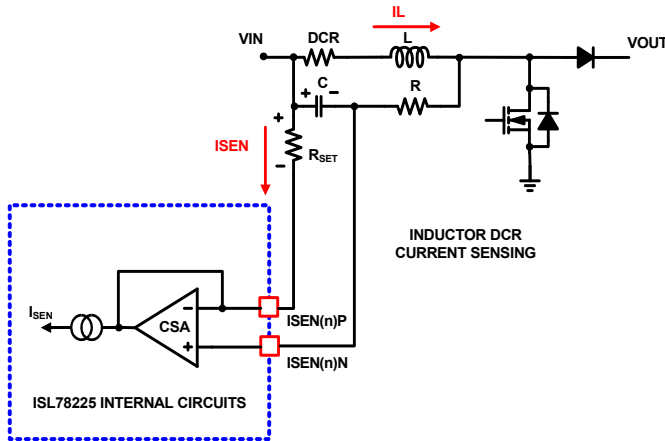 IL
VIN
DCR
L
VOUT
C
R
+
−
+
ISEN
RSET
−
INDUCTOR DCR
CURRENT SENSING
ISEN
CSA
−
+
ISEN(n)P
ISEN(n)N
ISL78225 INTERNAL CIRCUITS